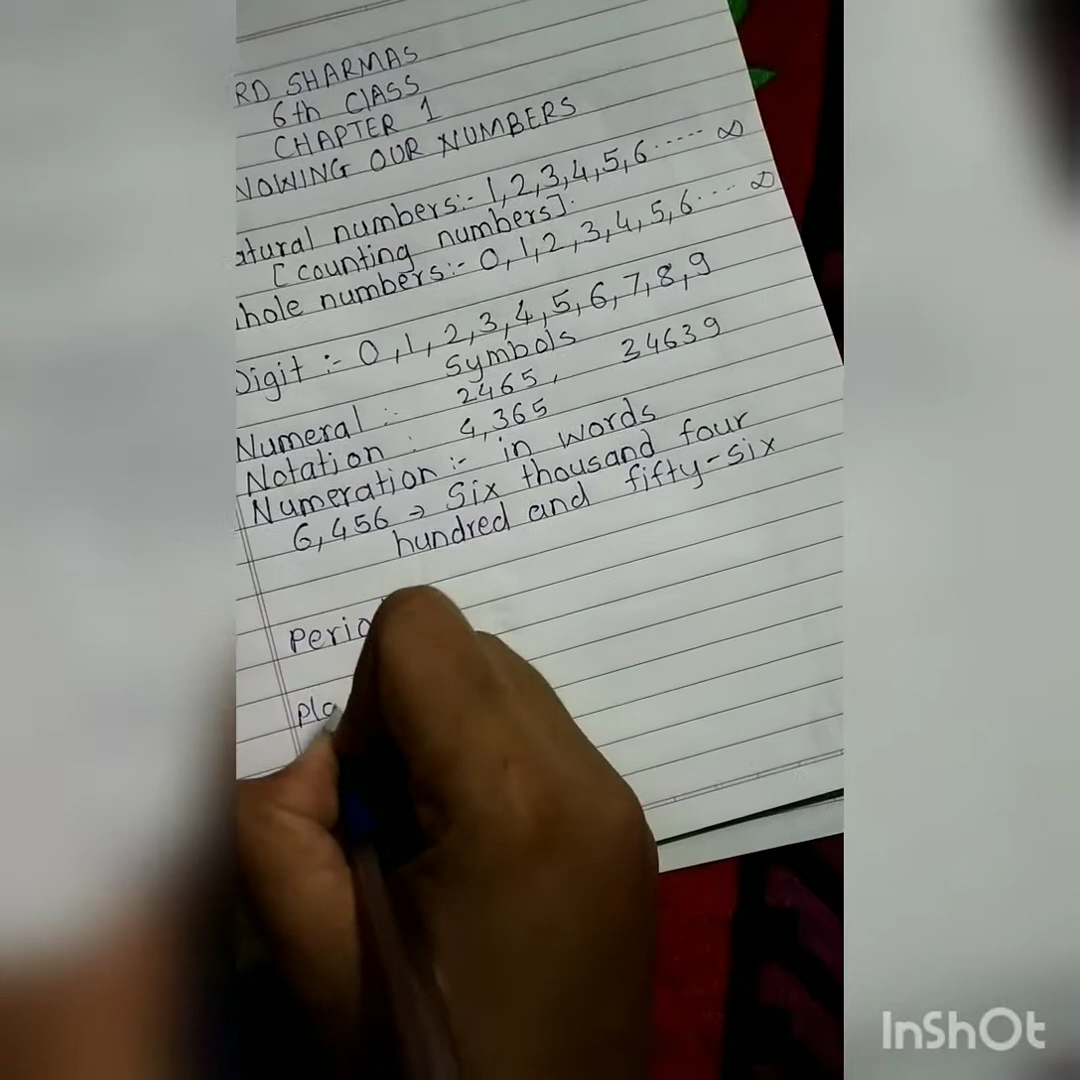 RD SHARMAS
6th CLASS
CHAPTER 1
NOWING OUR NUMBERS
atural numbers:- 1,2,3,4,5,6 ..... ∞
[counting numbers].
hole numbers:- 0,1,2,3,4,5,6... ∞
Digit :- 0,1,2,3,4,5,6,7,8,9
Symbols
Numeral : 2465, 34639
Notation : 4,365
Numeration :- in words
6,456 → Six thousand four
hundred and fifty-six
Perio
Pla
InShOt